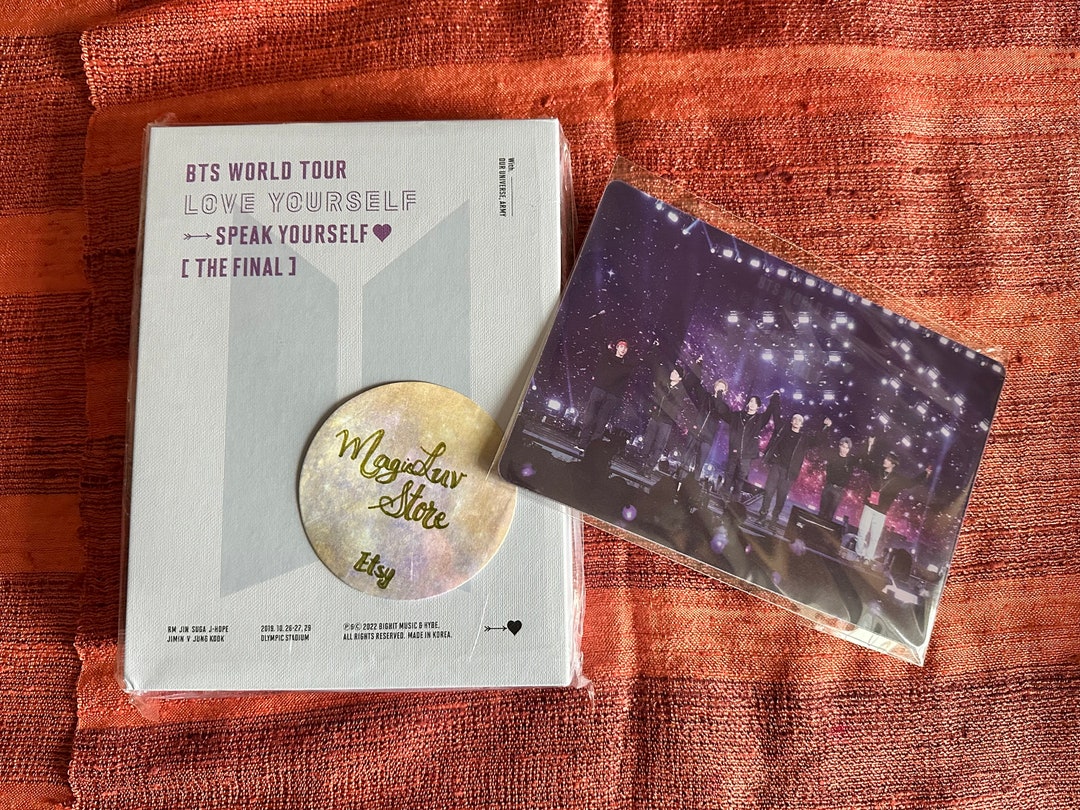 BTS WORLD TOUR
LOVE YOURSELF
SPEAK YOURSELF
[ THE FINAL ]
With.
OUR UNIVERSE, ARMY
MagicLuv
Store
Etsy
RM JIN SUGA J-HOPE
JIMIN V JUNG KOOK
2019. 10. 26-27, 29
OLYMPIC STADIUM
Ⓟ&© 2022 BIGHIT MUSIC & HYBE.
ALL RIGHTS RESERVED. MADE IN KOREA.